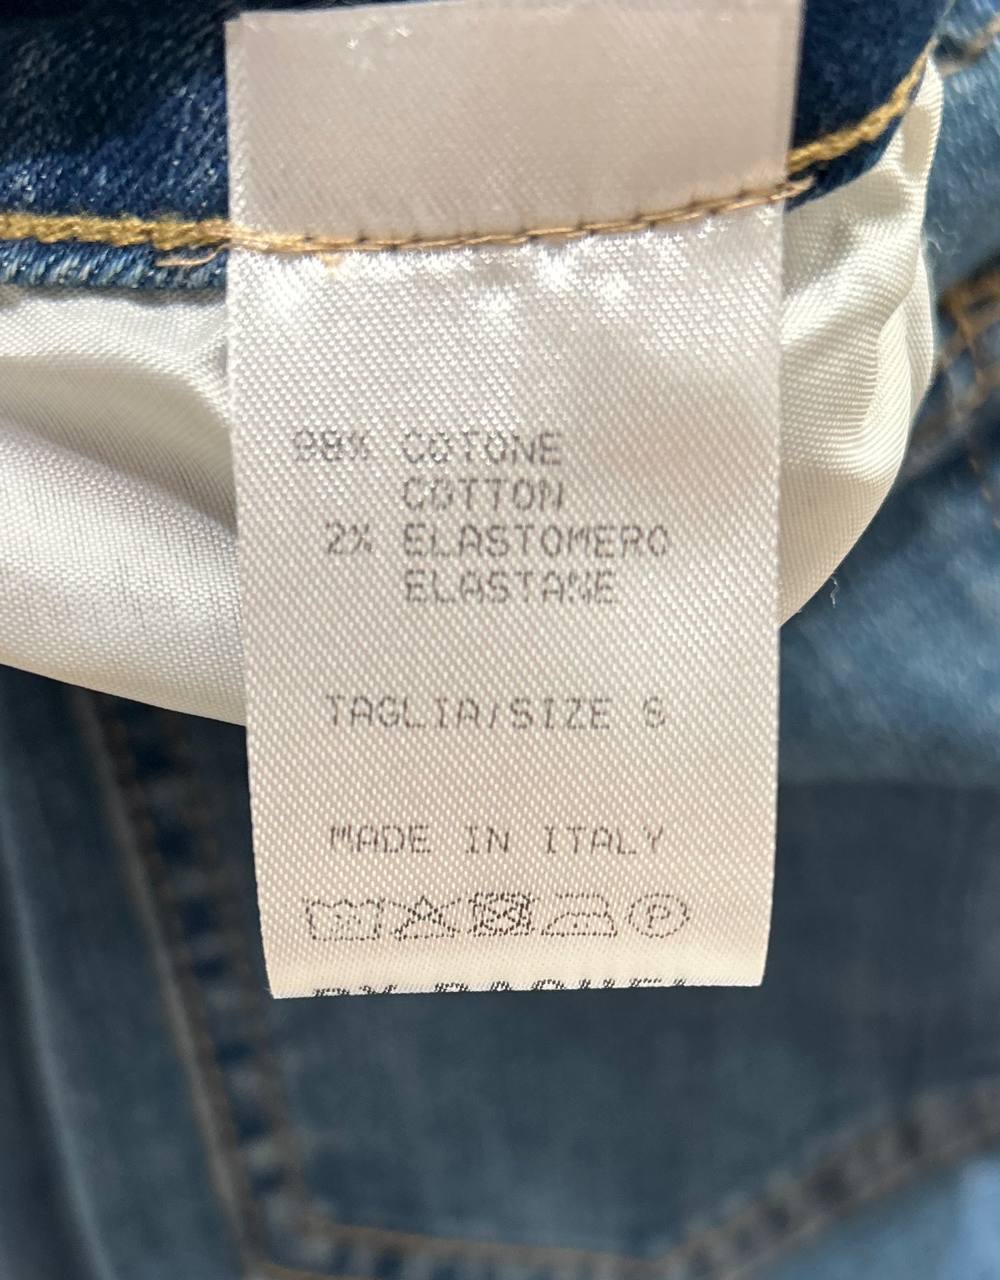 98% COTONE
COTTON
2% ELASTOMERO
ELASTANE
TAGLIA/SIZE S
MADE IN ITALY
P